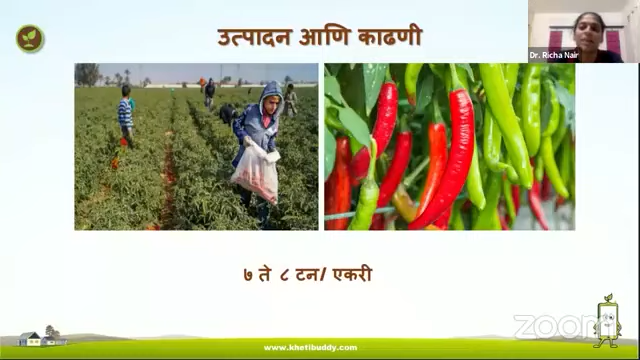 उत्पादन आणि काढणी
Dr. Richa Nair
७ ते ८ टन/ एकरी
zoom
www.khetibuddy.com